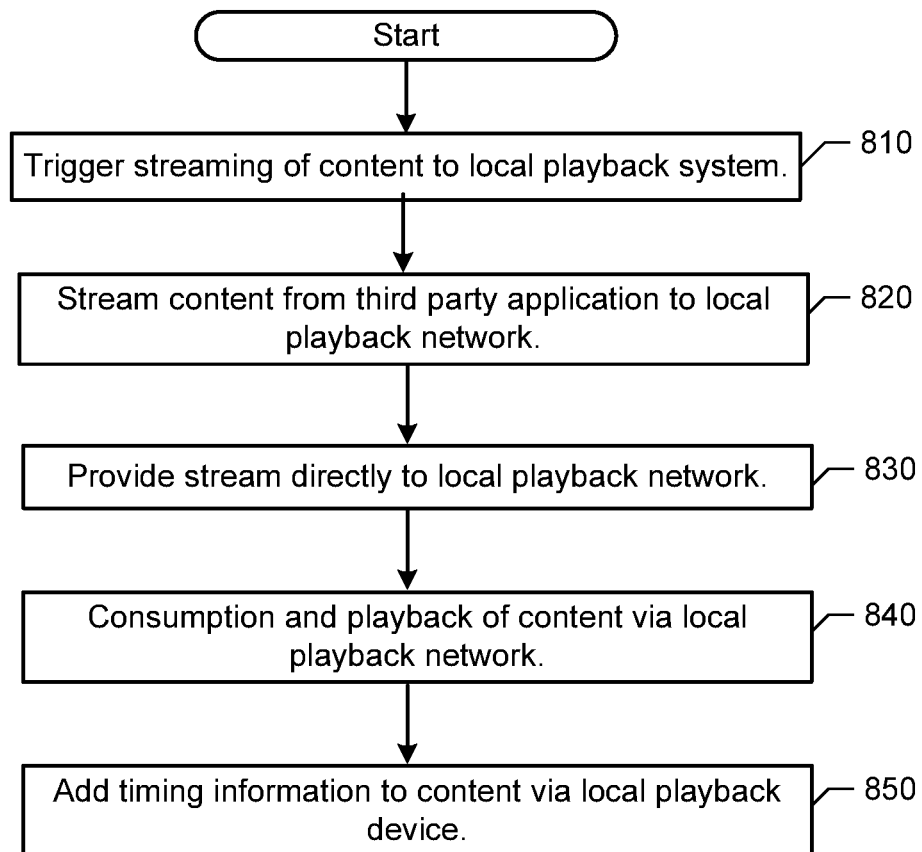 Start
Trigger streaming of content to local playback system.
810
Stream content from third party application to local
playback network.
820
Provide stream directly to local playback network.
830
Consumption and playback of content via local
playback network.
840
Add timing information to content via local playback
device.
850